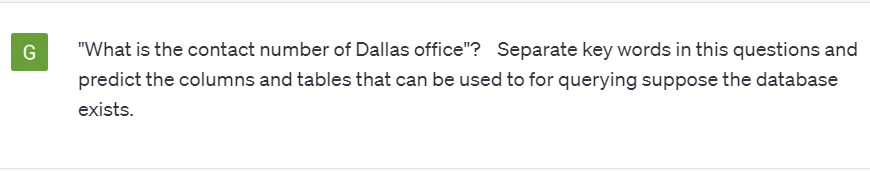 G
"What is the contact number of Dallas office"? Separate key words in this questions and
predict the columns and tables that can be used to for querying suppose the database
exists.